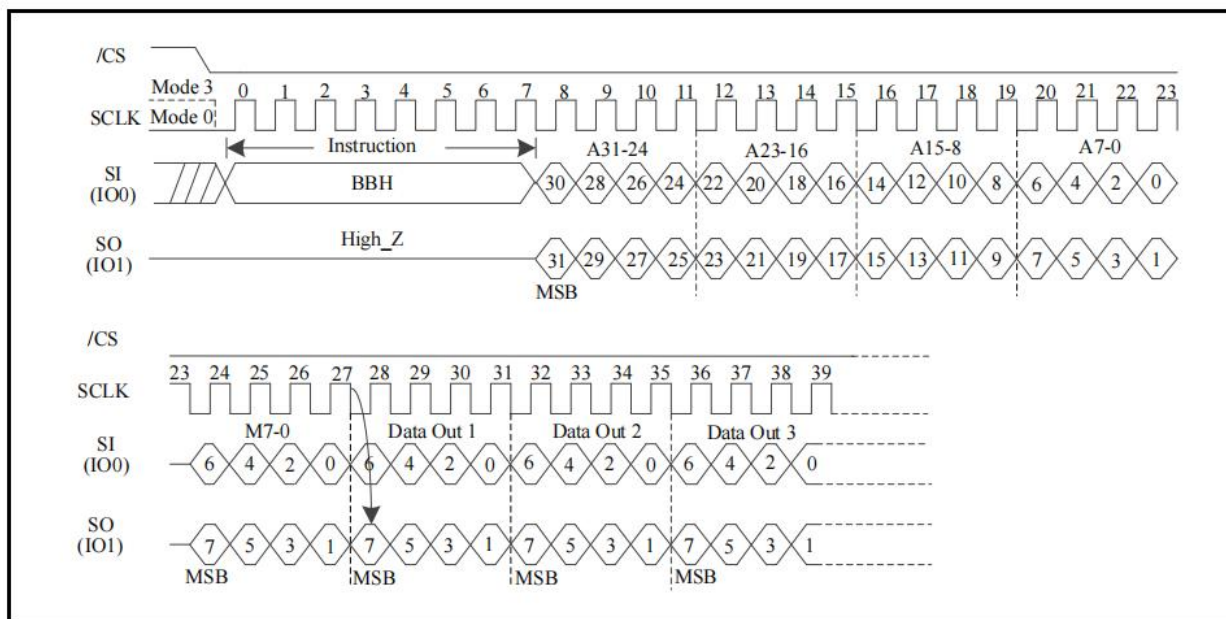 /CS
Mode 3 0 1 2 3 4 5 6 7 8 9 10 11 12 13 14 15 16 17 18 19 20 21 22 23
SCLK Mode 0
Instruction A31-24 A23-16 A15-8 A7-0
SI
(IO0) BBH 30 28 26 24 22 20 18 16 14 12 10 8 6 4 2 0
High_Z
SO
(IO1) 31 29 27 25 23 21 19 17 15 13 11 9 7 5 3 1
MSB
/CS
23 24 25 26 27 28 29 30 31 32 33 34 35 36 37 38 39
SCLK
M7-0 Data Out 1 Data Out 2 Data Out 3
SI
(IO0) 6 4 2 0 6 4 2 0 6 4 2 0 6 4 2 0
SO
(IO1) 7 5 3 1 7 5 3 1 7 5 3 1 7 5 3 1
MSB MSB MSB MSB